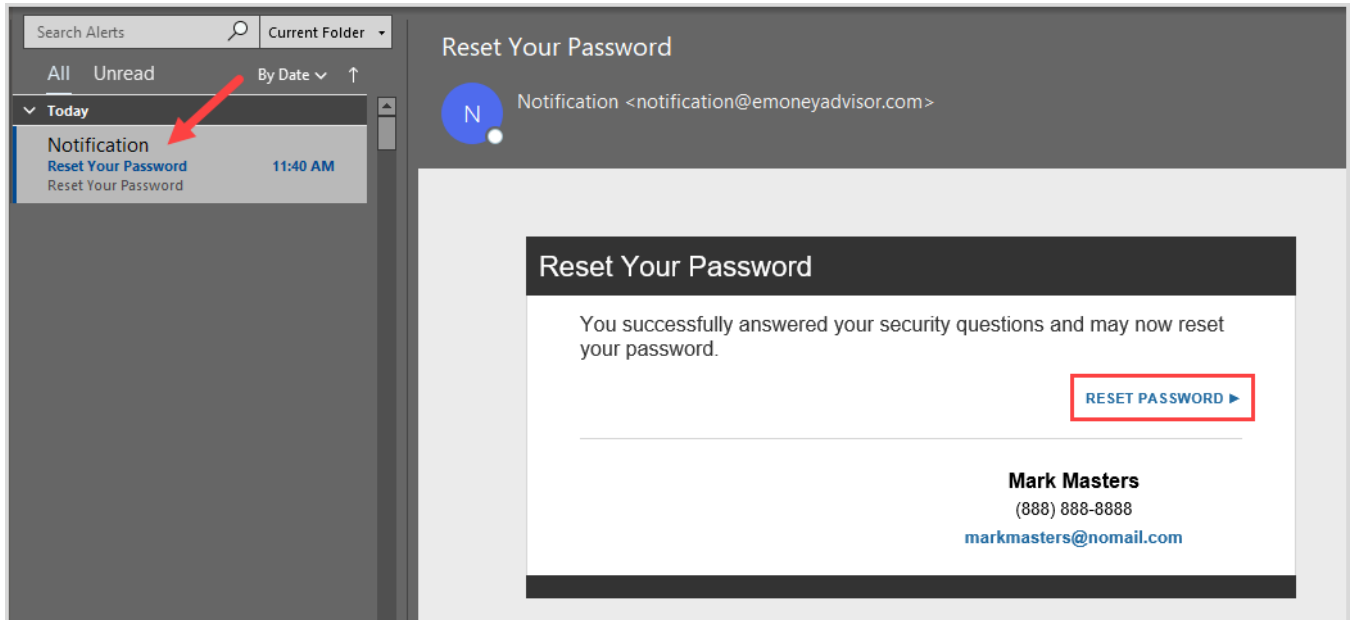 Search Alerts
Current Folder
All Unread By Date
Today
Notification
Reset Your Password 11:40 AM
Reset Your Password
Reset Your Password
N
Notification <notification@emoneyadvisor.com>
Reset Your Password
You successfully answered your security questions and may now reset
your password.
RESET PASSWORD ▶
Mark Masters
(888) 888-8888
markmasters@nomail.com